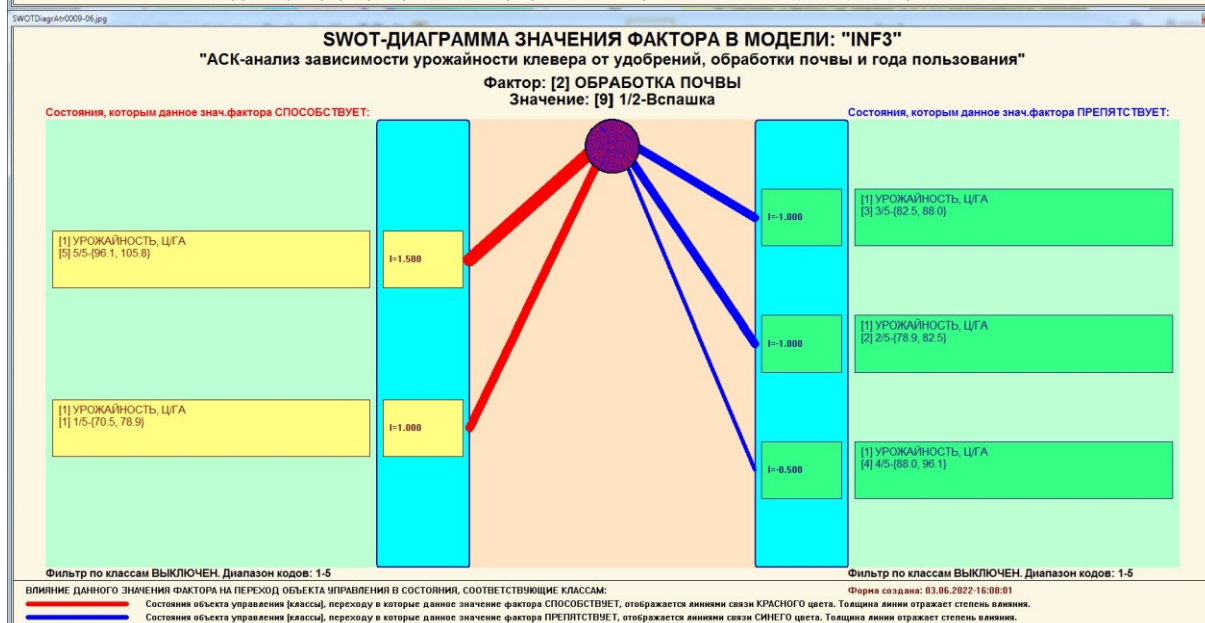 SWOTDiagrAtr0009-06.jpg
SWOT-ДИАГРАММА ЗНАЧЕНИЯ ФАКТОРА В МОДЕЛИ: "INF3"
"АСК-анализ зависимости урожайности клевера от удобрений, обработки почвы и года пользования"
Фактор: [2] ОБРАБОТКА ПОЧВЫ
Значение: [9] 1/2-Вспашка
Состояния, которым данное знач.фактора СПОСОБСТВУЕТ:
Состояния, которым данное знач.фактора ПРЕПЯТСТВУЕТ:
[1] УРОЖАЙНОСТЬ, Ц/ГА
[5] 5/5-{96.1, 105.8}
I=1.500
[1] УРОЖАЙНОСТЬ, Ц/ГА
[1] 1/5-{70.5, 78.9}
I=1.000
I=-1.000
[1] УРОЖАЙНОСТЬ, Ц/ГА
[3] 3/5-{82.5, 88.0}
I=-1.000
[1] УРОЖАЙНОСТЬ, Ц/ГА
[2] 2/5-{78.9, 82.5}
I=-0.500
[1] УРОЖАЙНОСТЬ, Ц/ГА
[4] 4/5-{88.0, 96.1}
Фильтр по классам ВЫКЛЮЧЕН. Диапазон кодов: 1-5
Фильтр по классам ВЫКЛЮЧЕН. Диапазон кодов: 1-5
ВЛИЯНИЕ ДАННОГО ЗНАЧЕНИЯ ФАКТОРА НА ПЕРЕХОД ОБЪЕКТА УПРАВЛЕНИЯ В СОСТОЯНИЯ, СООТВЕТСТВУЮЩИЕ КЛАССАМ:
Форма создана: 03.06.2022-16:08:01
Состояния объекта управления [классы], переходу в которые данное значение фактора СПОСОБСТВУЕТ, отображается линиями связи КРАСНОГО цвета. Толщина линии отражает степень влияния.
Состояния объекта управления [классы], переходу в которые данное значение фактора ПРЕПЯТСТВУЕТ, отображается линиями связи СИНЕГО цвета. Толщина линии отражает степень влияния.